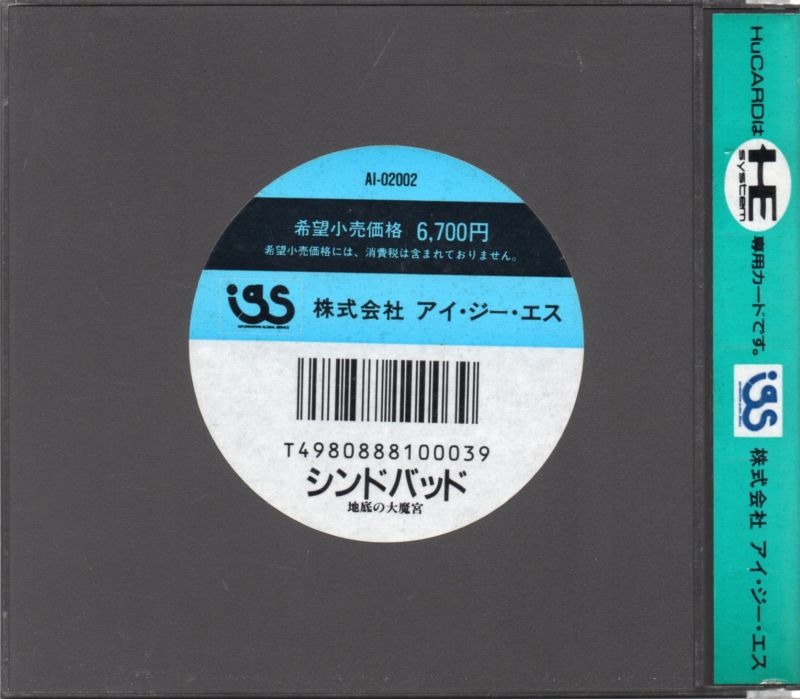 AI-02002
希望小売価格 6,700円
希望小売価格には、消費税は含まれておりません。
igs 株式会社 アイ・ジー・エス
INFORMATION GLOBAL SERVICE
T4980888100039
シンドバッド
地底の大魔宮
HuCARDは HE system 専用カードです。 igs 株式会社 アイ・ジー・エス